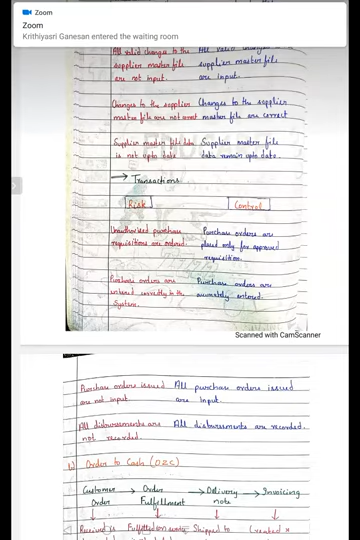 Zoom
Zoom
Krithiyasri Ganesan entered the waiting room
All valid changes to the
supplier master file
are not input.
All valid changes
supplier master file
are input.
Changes to the supplier
master file are not correct
Changes to the supplier
master file are correct
Supplier master file data
is not upto date
Supplier master file
data remain upto date.
→ Transactions
Risk
Control
Unauthorised purchase
requisitions are ordered.
Purchase orders are
placed only for approved
requisition.
Purchase orders are
entered correctly to the
System.
Purchase orders are
accurately entered.
Scanned with CamScanner
Purchase orders issued
are not input
All purchase orders issued
are Input.
All disbursements are
not recorded.
All disbursements are recorded.
b) Order to Cash (O2C)
Customer Order → Order Fulfillment → Delivery note → Invoicing
Received is
Shipped to
Created *